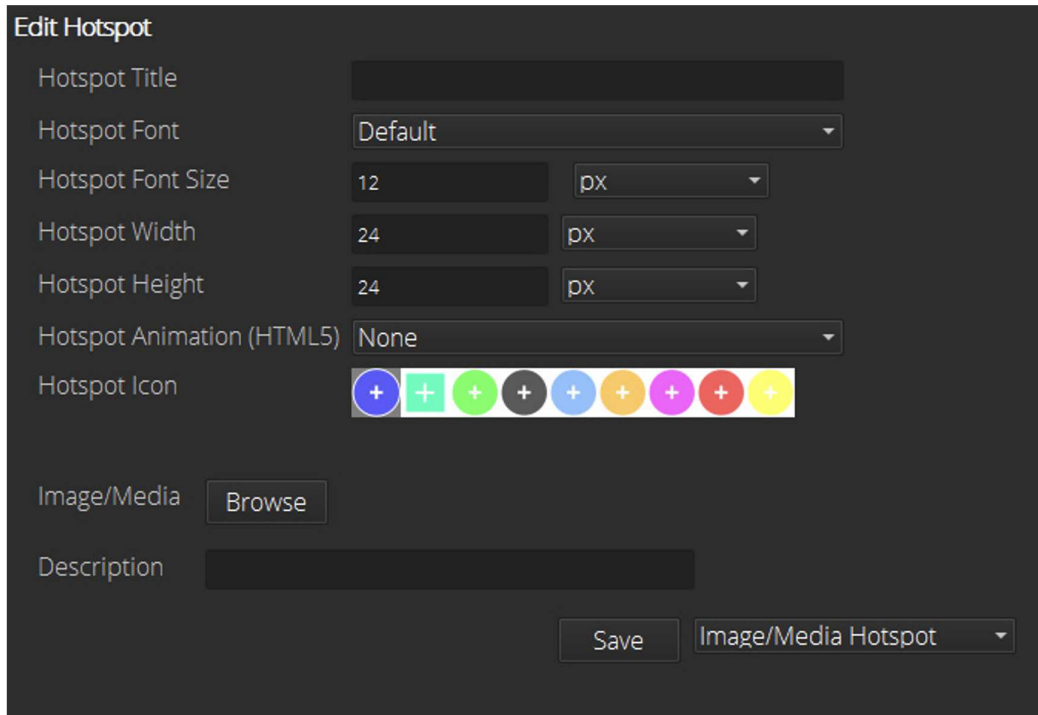 Edit Hotspot
Hotspot Title
Hotspot Font Default
Hotspot Font Size 12 px
Hotspot Width 24 px
Hotspot Height 24 px
Hotspot Animation (HTML5) None
Hotspot Icon
Image/Media Browse
Description
Save Image/Media Hotspot